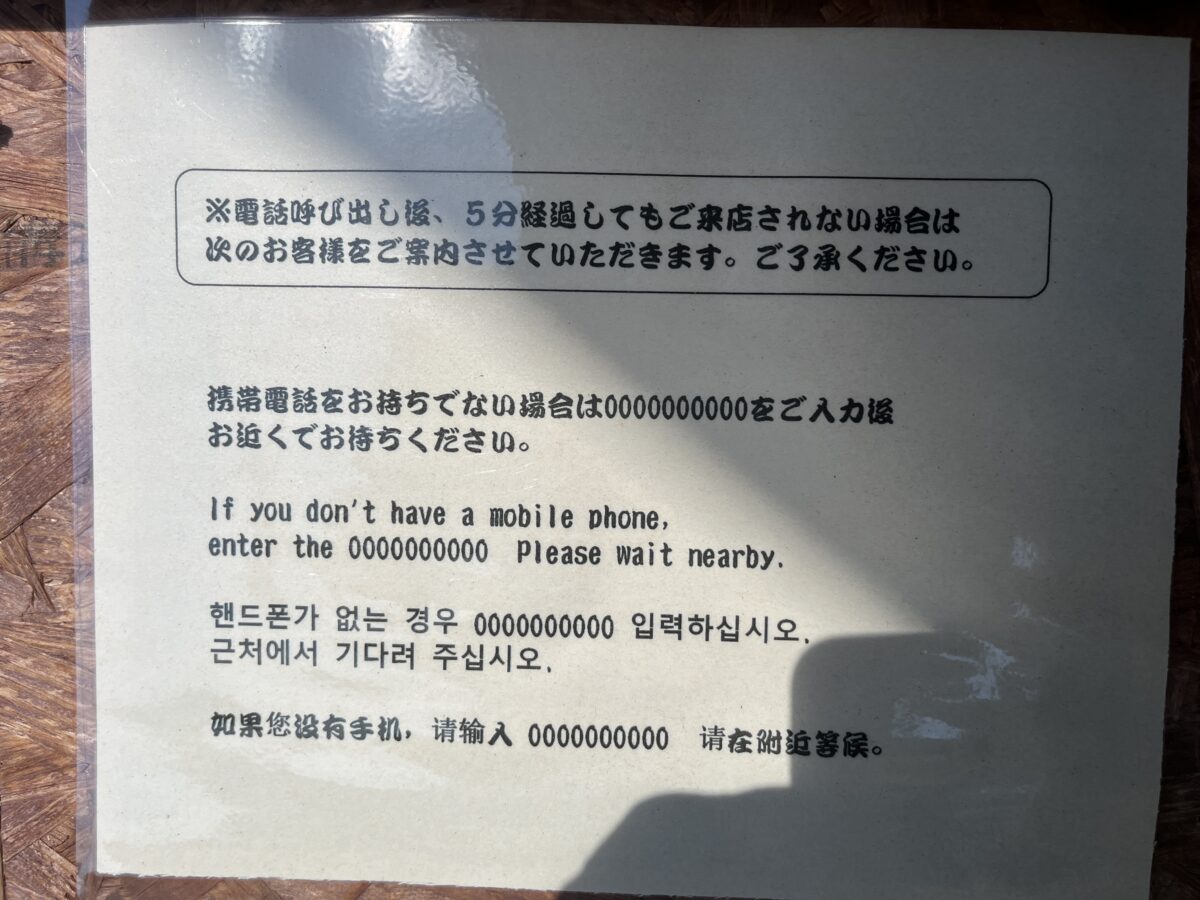 ※電話呼び出し後、5分経過してもご来店されない場合は
次のお客様をご案内させていただきます。ご了承ください。
携帯電話をお持ちでない場合は0000000000をご入力後
お近くでお待ちください。
If you don't have a mobile phone,
enter the 0000000000 Please wait nearby.
핸드폰가 없는 경우 0000000000 입력하십시오.
근처에서 기다려 주십시오.
如果您没有手机，请输入 0000000000 请在附近等候。